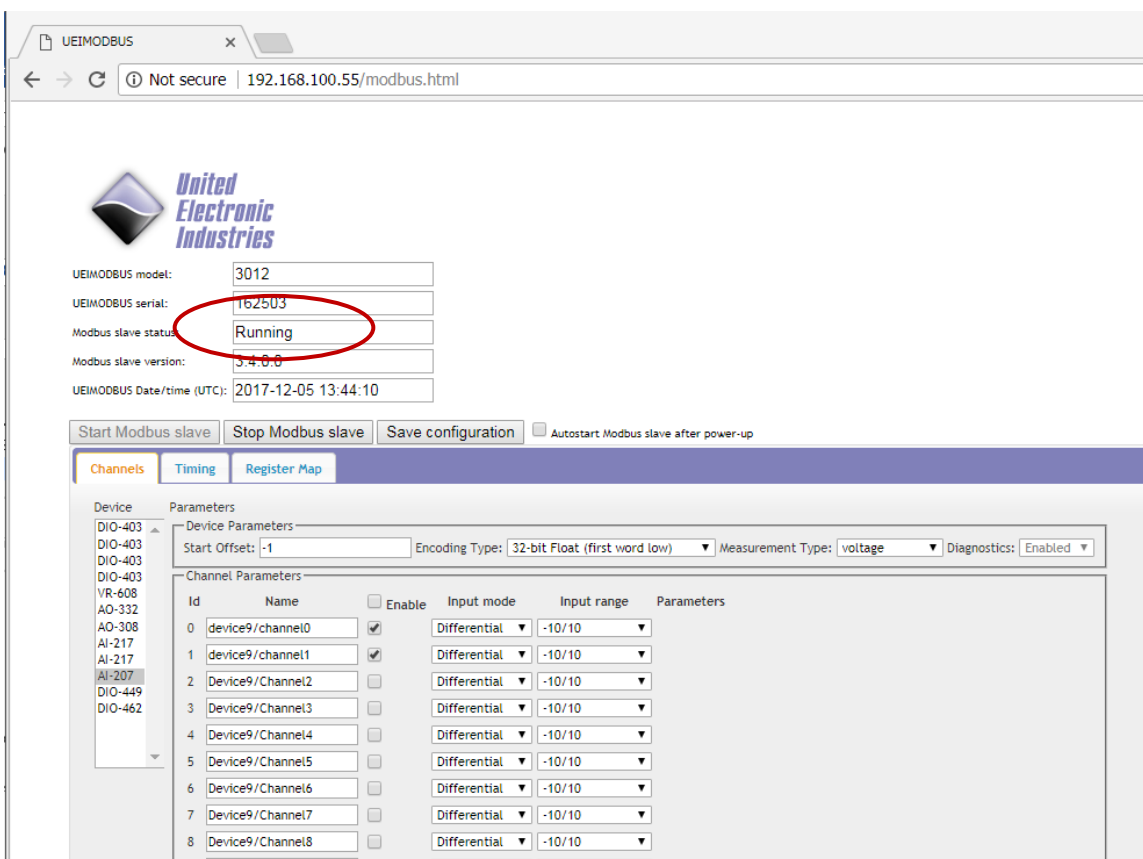 UEIMODBUS
Not secure | 192.168.100.55/modbus.html
United
Electronic
Industries
UEIMODBUS model: 3012
UEIMODBUS serial: 162503
Modbus slave status: Running
Modbus slave version: 3.4.0.0
UEIMODBUS Date/time (UTC): 2017-12-05 13:44:10
Start Modbus slave Stop Modbus slave Save configuration Autostart Modbus slave after power-up
Channels Timing Register Map
Device Parameters
DIO-403
DIO-403
DIO-403
DIO-403
VR-608
AO-332
AO-308
AI-217
AI-217
AI-207
DIO-449
DIO-462
Device Parameters
Start Offset: -1 Encoding Type: 32-bit Float (first word low) Measurement Type: voltage Diagnostics: Enabled
Channel Parameters
Id Name Enable Input mode Input range Parameters
0 device9/channel0 Differential -10/10
1 device9/channel1 Differential -10/10
2 Device9/Channel2 Differential -10/10
3 Device9/Channel3 Differential -10/10
4 Device9/Channel4 Differential -10/10
5 Device9/Channel5 Differential -10/10
6 Device9/Channel6 Differential -10/10
7 Device9/Channel7 Differential -10/10
8 Device9/Channel8 Differential -10/10